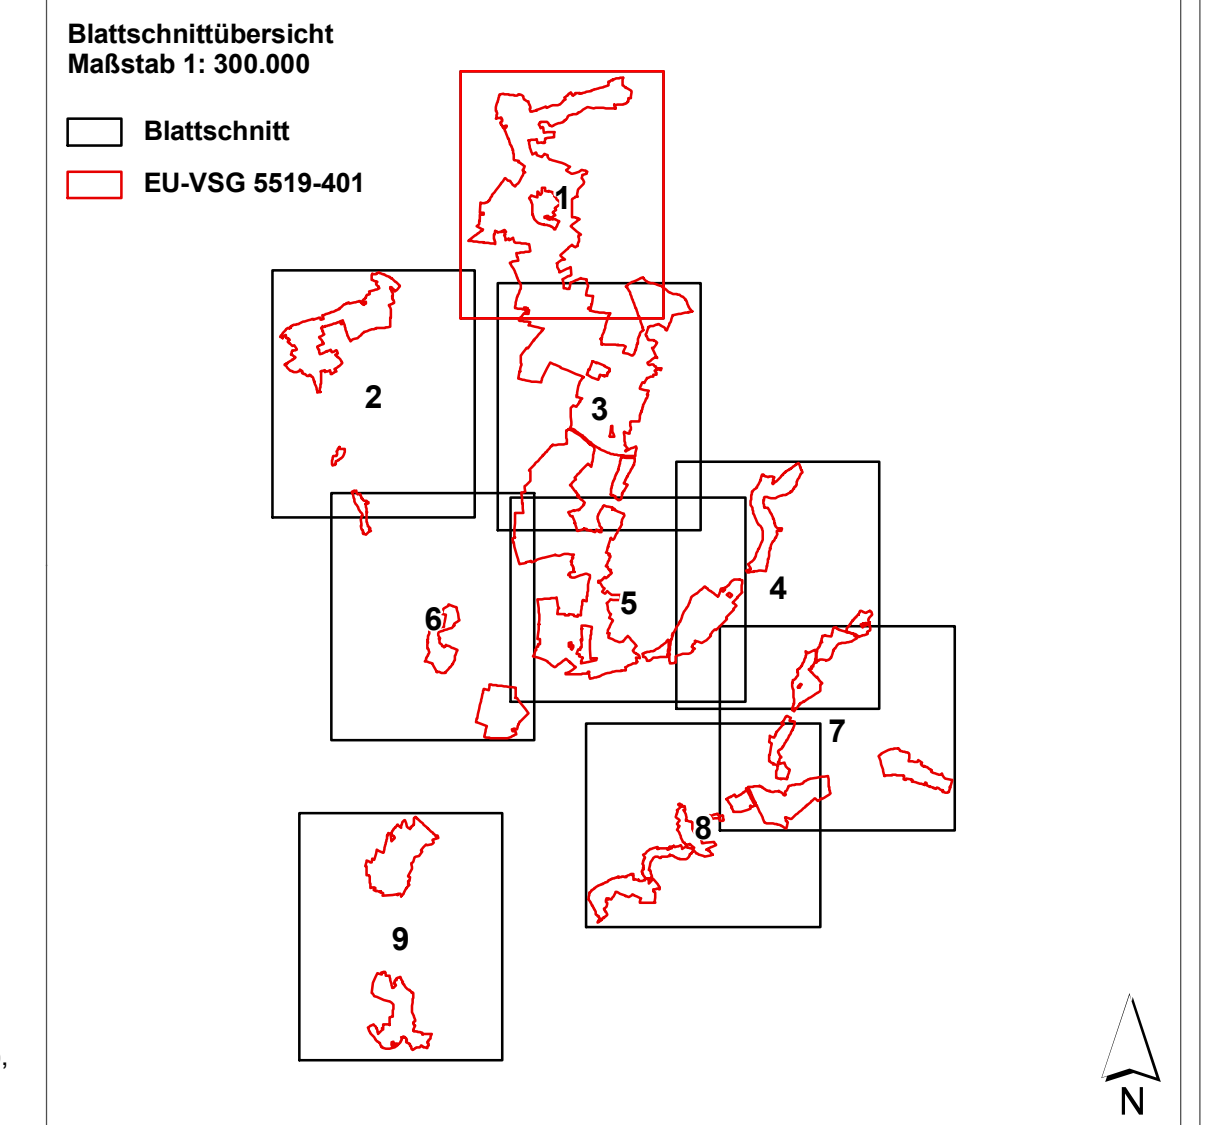 Blattschnittübersicht
Maßstab 1: 300.000
Blattschnitt
EU-VSG 5519-401
1
2
3
4
5
6
7
8
9
,
N